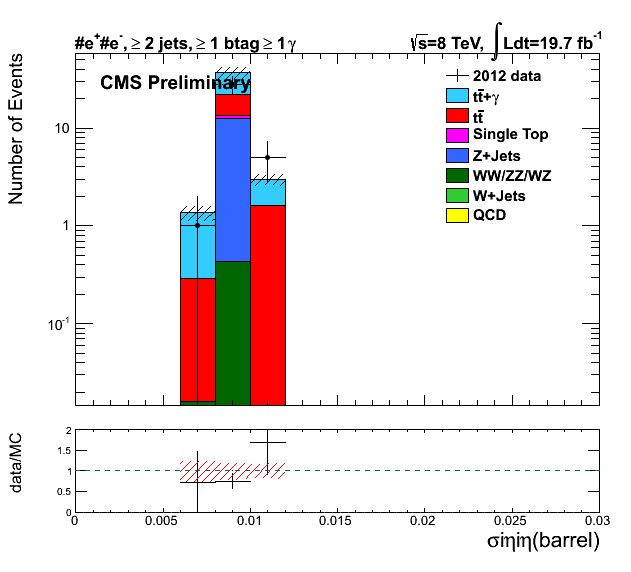 #e⁺#e⁻, ≥ 2 jets, ≥ 1 btag ≥ 1γ
√s=8 TeV, ∫Ldt=19.7 fb⁻¹
CMS Preliminary
2012 data
tt̄+γ
tt̄
Single Top
Z+Jets
WW/ZZ/WZ
W+Jets
QCD
Number of Events
10
1
10⁻¹
data/MC
2
1.5
1
0.5
0
0 0.005 0.01 0.015 0.02 0.025 0.03
σiηiη(barrel)